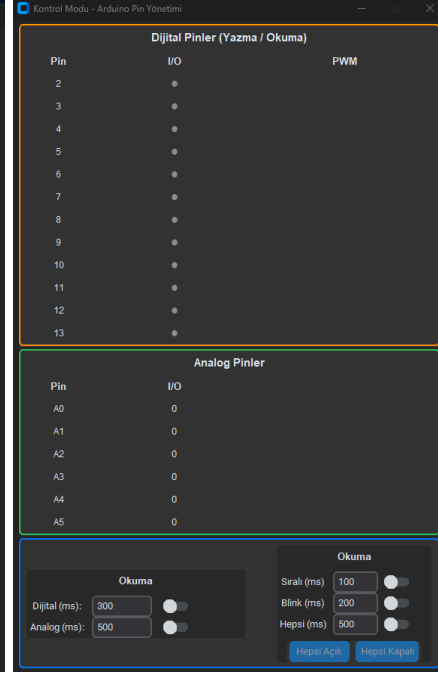 Kontrol Modu - Arduino Pin Yönetimi
Dijital Pinler (Yazma / Okuma)
Pin I/O PWM
2
3
4
5
6
7
8
9
10
11
12
13
Analog Pinler
Pin I/O
A0 0
A1 0
A2 0
A3 0
A4 0
A5 0
Okuma
Dijital (ms): 300
Analog (ms): 500
Okuma
Sıralı (ms) 100
Blink (ms) 200
Hepsi (ms) 500
Hepsi Açık Hepsi Kapalı